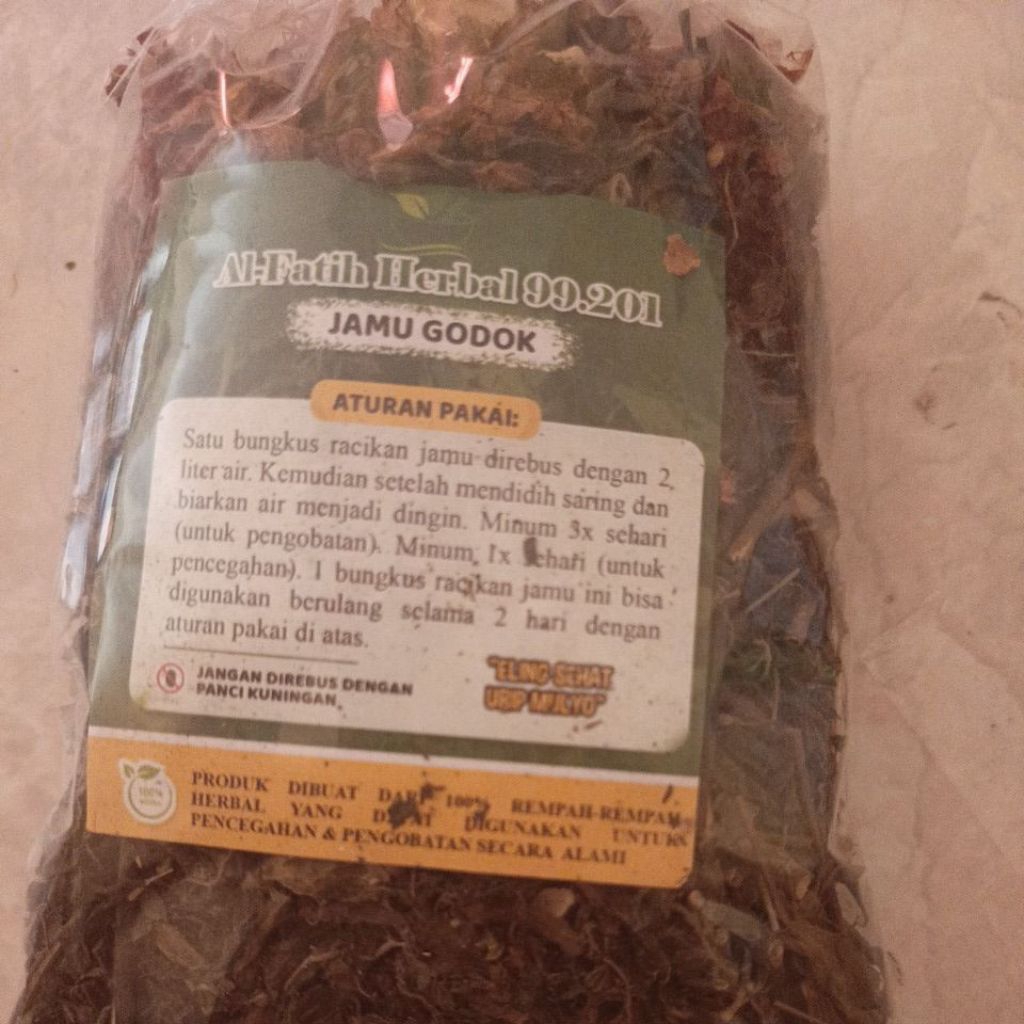 Al-Fatih Herbal 99.201
JAMU GODOK
ATURAN PAKAI:
Satu bungkus racikan jamu direbus dengan 2
liter air. Kemudian setelah mendidih saring dan
biarkan air menjadi dingin. Minum 3x sehari
(untuk pengobatan). Minum 1x sehari (untuk
pencegahan). 1 bungkus racikan jamu ini bisa
digunakan berulang selama 2 hari dengan
aturan pakai di atas.
JANGAN DIREBUS DENGAN
PANCI KUNINGAN
"ELING SEHAT
URIP MULYO"
100%
PRODUK DIBUAT DARI 100% REMPAH-REMPAH
HERBAL YANG DAPAT DIGUNAKAN UNTUK
PENCEGAHAN & PENGOBATAN SECARA ALAMI